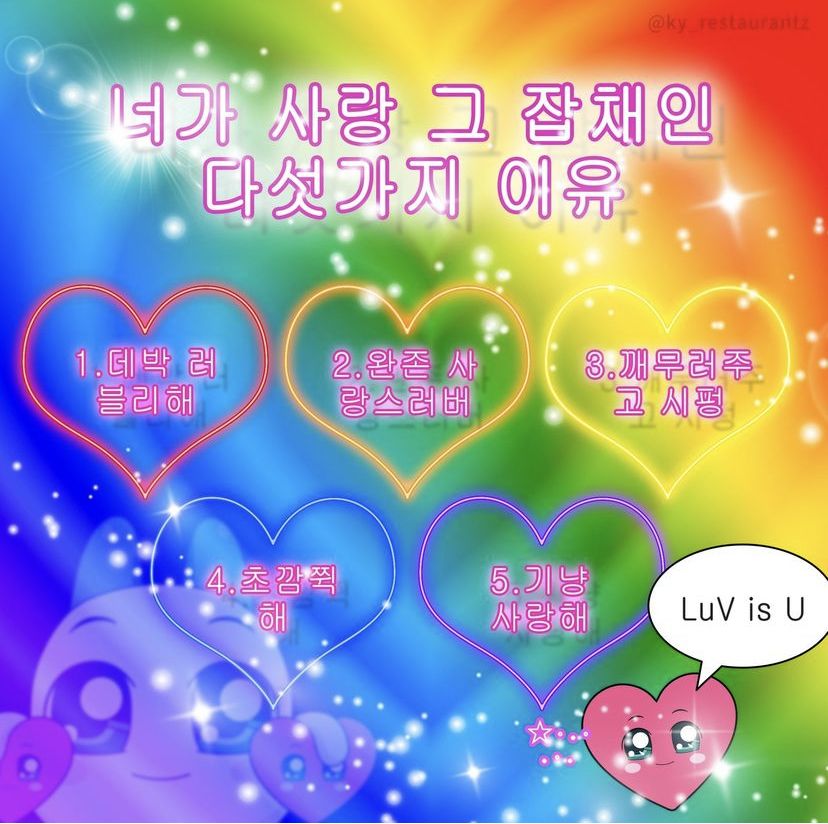 @ky_restaurantz
너가 사랑 그 잡채인
다섯가지 이유
1.데박 러
블리해
2.완존 사
랑스러버
3.깨무러주
고 시펑
4.초깜찍
해
5.기냥
사랑해
LuV is U